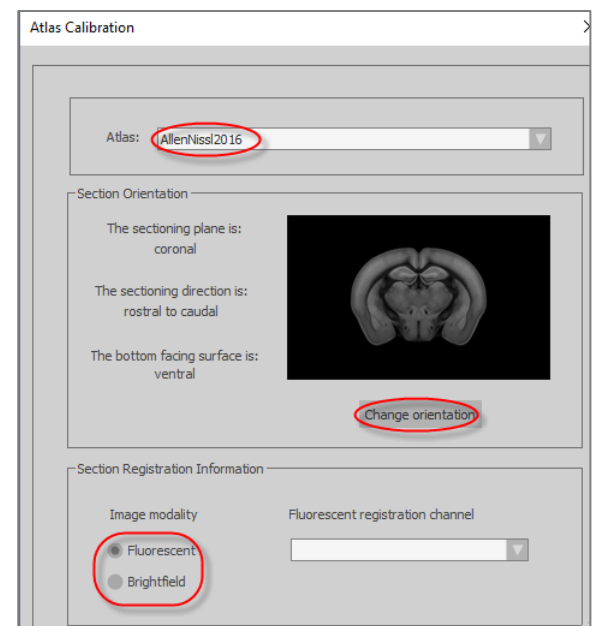 Atlas Calibration
Atlas: AllenNissl2016
Section Orientation
The sectioning plane is:
coronal
The sectioning direction is:
rostral to caudal
The bottom facing surface is:
ventral
Change orientation
Section Registration Information
Image modality
Fluorescent registration channel
Fluorescent
Brightfield